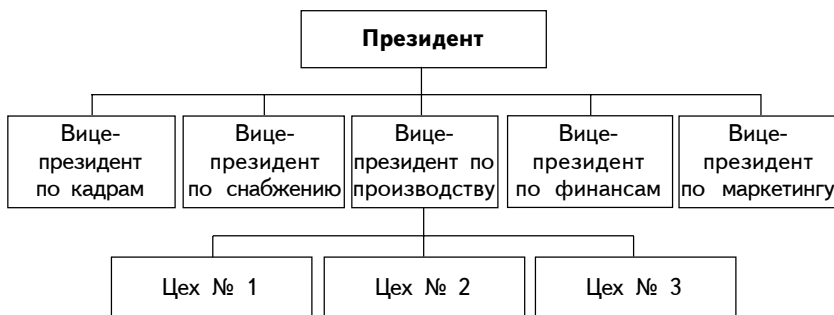 Президент
Вице-
президент
по кадрам
Вице-
президент
по снабжению
Вице-
президент по
производству
Вице-
президент
по финансам
Вице-
президент
по маркетингу
Цех № 1
Цех № 2
Цех № 3